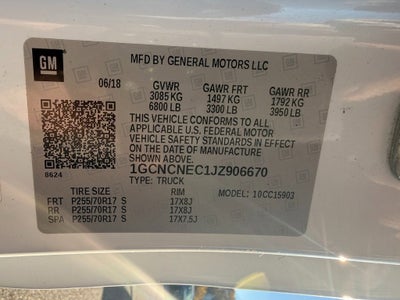 GM
MFD BY GENERAL MOTORS LLC
06/18 GVWR GAWR FRT GAWR RR
3085 KG 1497 KG 1792 KG
6800 LB 3300 LB 3950 LB
THIS VEHICLE CONFORMS TO ALL
APPLICABLE U.S. FEDERAL MOTOR
VEHICLE SAFETY STANDARDS IN EFFECT
ON THE DATE OF MANUFACTURE
SHOWN ABOVE.
8624 1GCNCNEC1JZ906670
TYPE: TRUCK
TIRE SIZE RIM MODEL: 10CC15903
FRT P255/70R17 S 17X8J
RR P255/70R17 S 17X8J
SPA P255/70R17 S 17X7.5J